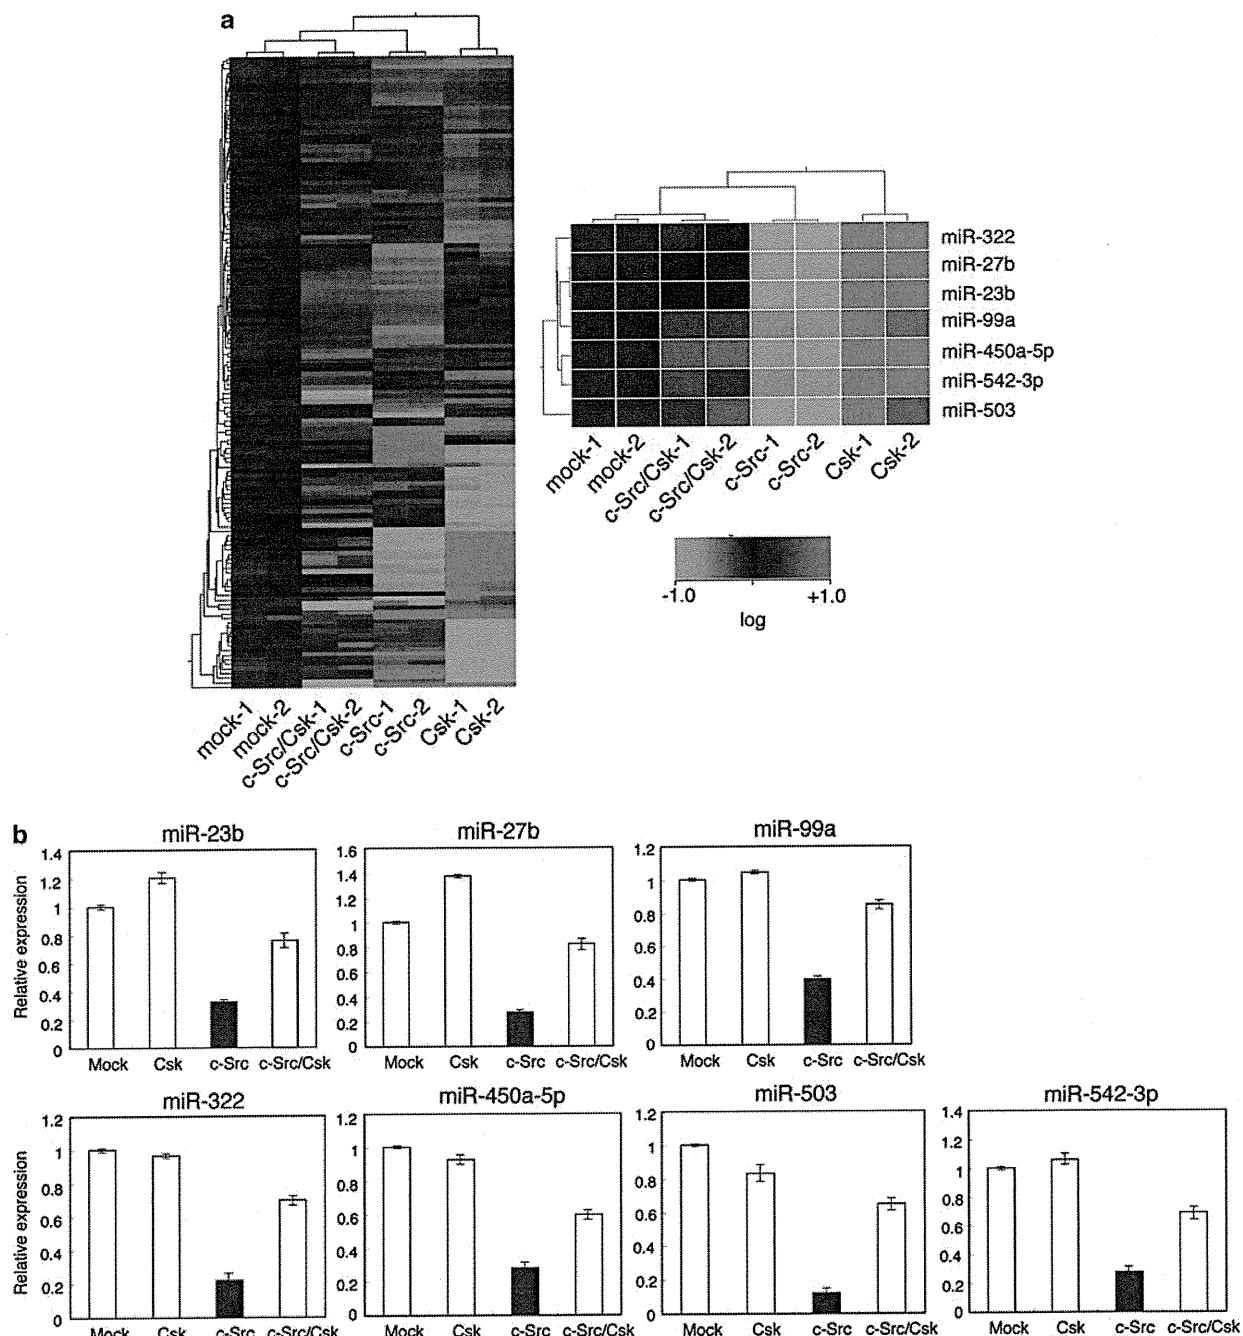 a
mock-1
mock-2
c-Src/Csk-1
c-Src/Csk-2
c-Src-1
c-Src-2
Csk-1
Csk-2
miR-322
miR-27b
miR-23b
miR-99a
miR-450a-5p
miR-542-3p
miR-503
mock-1
mock-2
c-Src/Csk-1
c-Src/Csk-2
c-Src-1
c-Src-2
Csk-1
Csk-2
-1.0 +1.0
log
b
miR-23b
Relative expression
1.4
1.2
1
0.8
0.6
0.4
0.2
0
Mock Csk c-Src c-Src/Csk
miR-27b
1.6
1.4
1.2
1
0.8
0.6
0.4
0.2
0
Mock Csk c-Src c-Src/Csk
miR-99a
1.2
1
0.8
0.6
0.4
0.2
0
Mock Csk c-Src c-Src/Csk
miR-322
Relative expression
1.2
1
0.8
0.6
0.4
0.2
0
Mock Csk c-Src c-Src/Csk
miR-450a-5p
1.2
1
0.8
0.6
0.4
0.2
0
Mock Csk c-Src c-Src/Csk
miR-503
1.2
1
0.8
0.6
0.4
0.2
0
Mock Csk c-Src c-Src/Csk
miR-542-3p
1.4
1.2
1
0.8
0.6
0.4
0.2
0
Mock Csk c-Src c-Src/Csk